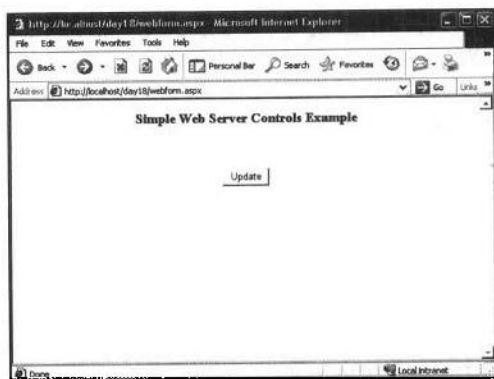 http://localhost/day18/webform.aspx - Microsoft Internet Explorer
File Edit View Favorites Tools Help
Back Personal Bar Search Favorites
Address http://localhost/day18/webform.aspx Go Links
Simple Web Server Controls Example
Update
Done Local intranet